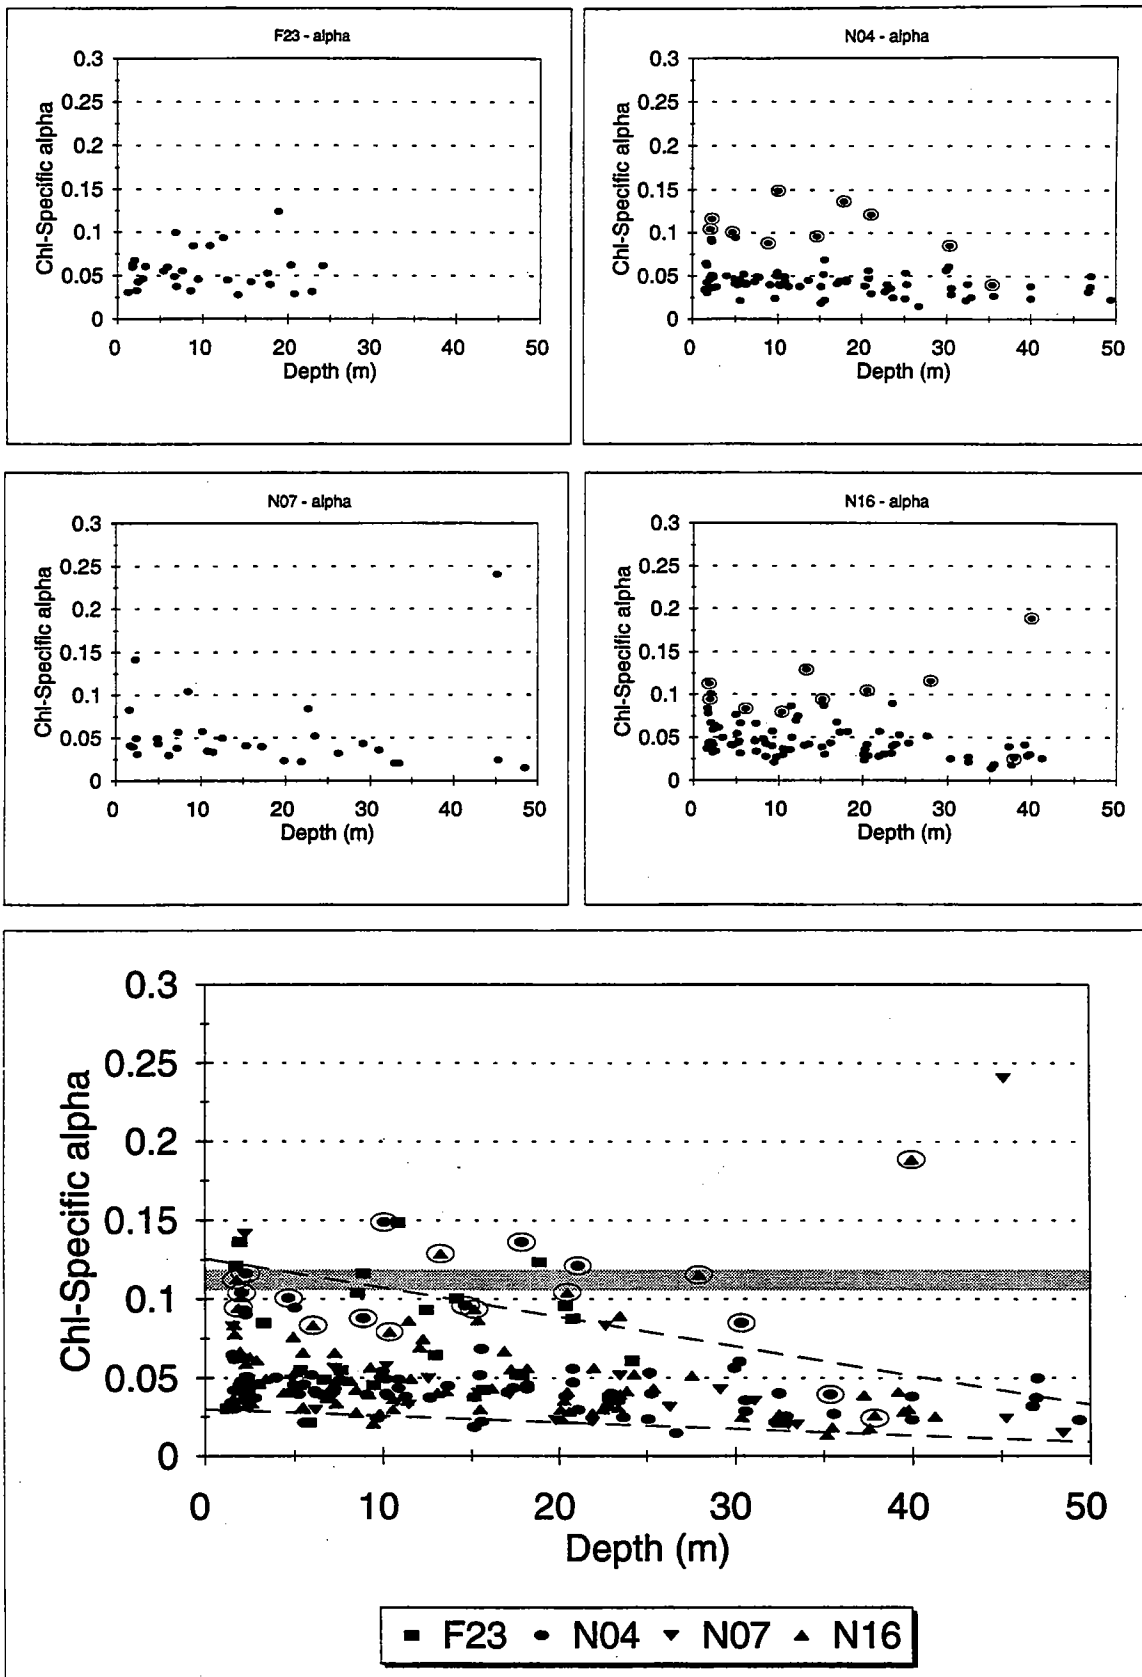 F23 - alpha
0.3
0.25
0.2
0.15
0.1
0.05
0
Chl-Specific alpha
0 10 20 30 40 50
Depth (m)
N04 - alpha
0.3
0.25
0.2
0.15
0.1
0.05
0
Chl-Specific alpha
0 10 20 30 40 50
Depth (m)
N07 - alpha
0.3
0.25
0.2
0.15
0.1
0.05
0
Chl-Specific alpha
0 10 20 30 40 50
Depth (m)
N16 - alpha
0.3
0.25
0.2
0.15
0.1
0.05
0
Chl-Specific alpha
0 10 20 30 40 50
Depth (m)
0.3
0.25
0.2
0.15
0.1
0.05
0
Chl-Specific alpha
0 10 20 30 40 50
Depth (m)
F23 N04 N07 N16